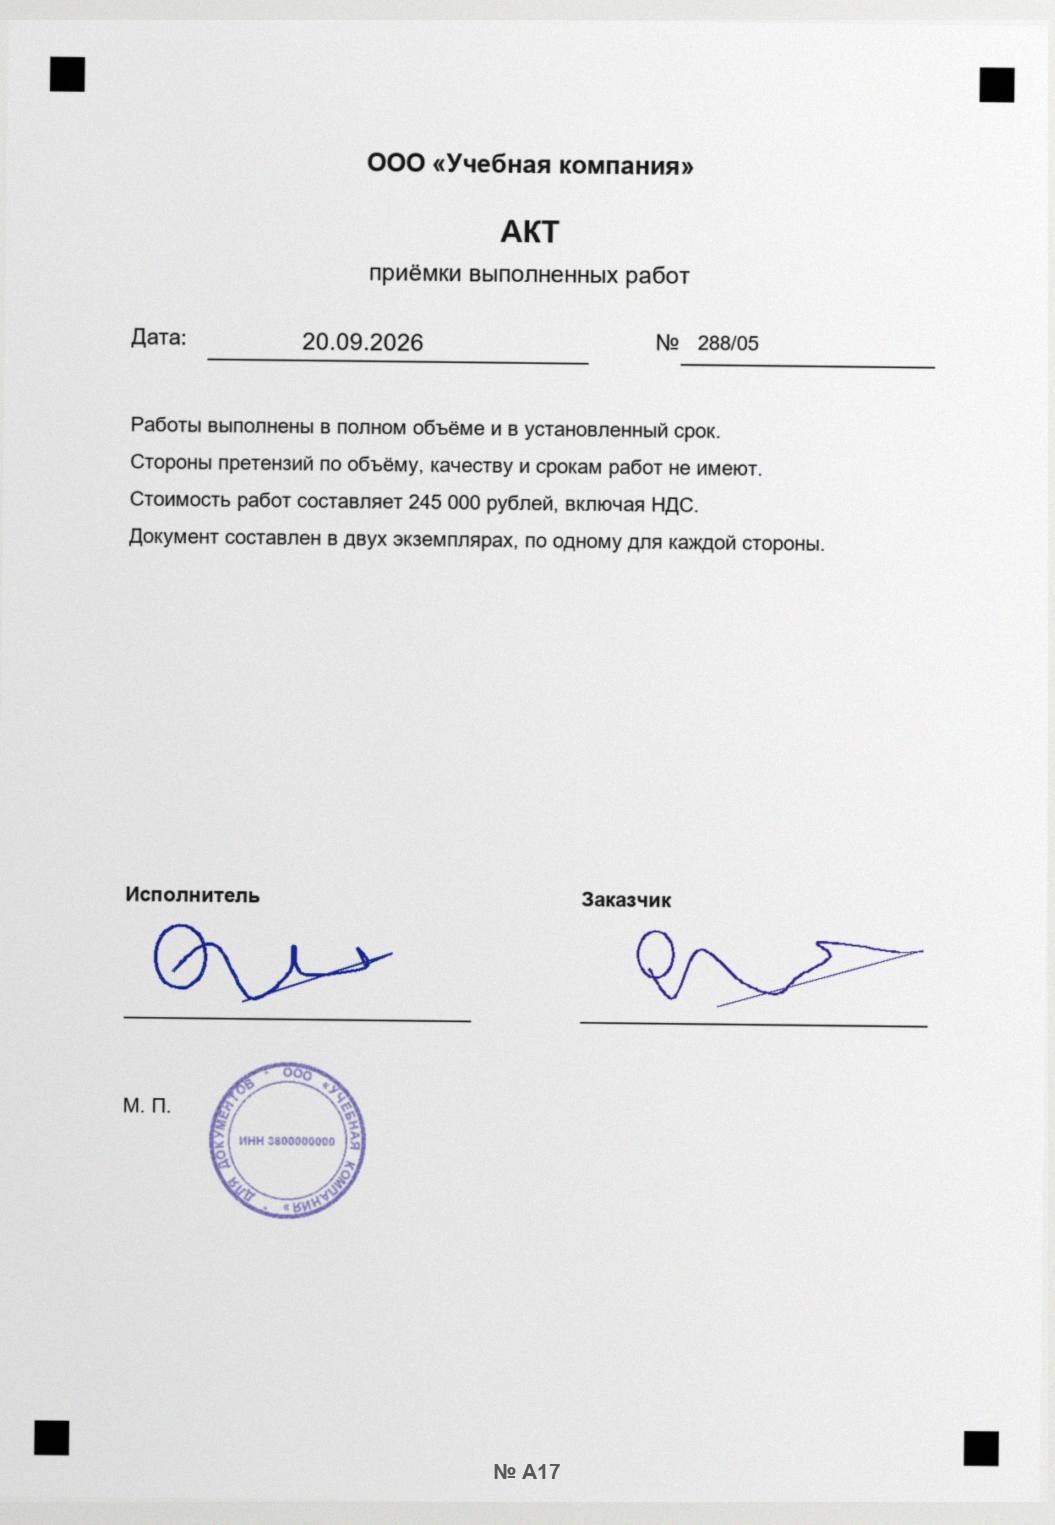 ООО «Учебная компания»
АКТ
приёмки выполненных работ
Дата: 20.09.2026 № 288/05
Работы выполнены в полном объёме и в установленный срок.
Стороны претензий по объёму, качеству и срокам работ не имеют.
Стоимость работ составляет 245 000 рублей, включая НДС.
Документ составлен в двух экземплярах, по одному для каждой стороны.
Исполнитель Заказчик
М. П.
ООО «УЧЕБНАЯ КОМПАНИЯ» * ДЛЯ ДОКУМЕНТОВ *
ИНН 3800000000
№ А17